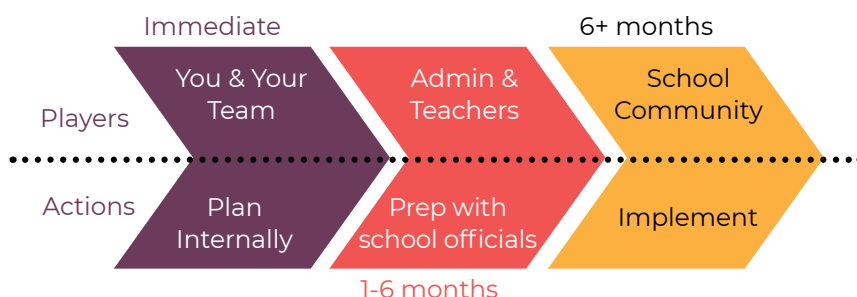 Immediate
6+ months
Players
You & Your
Team
Admin &
Teachers
School
Community
Actions
Plan
Internally
Prep with
school officials
Implement
1-6 months